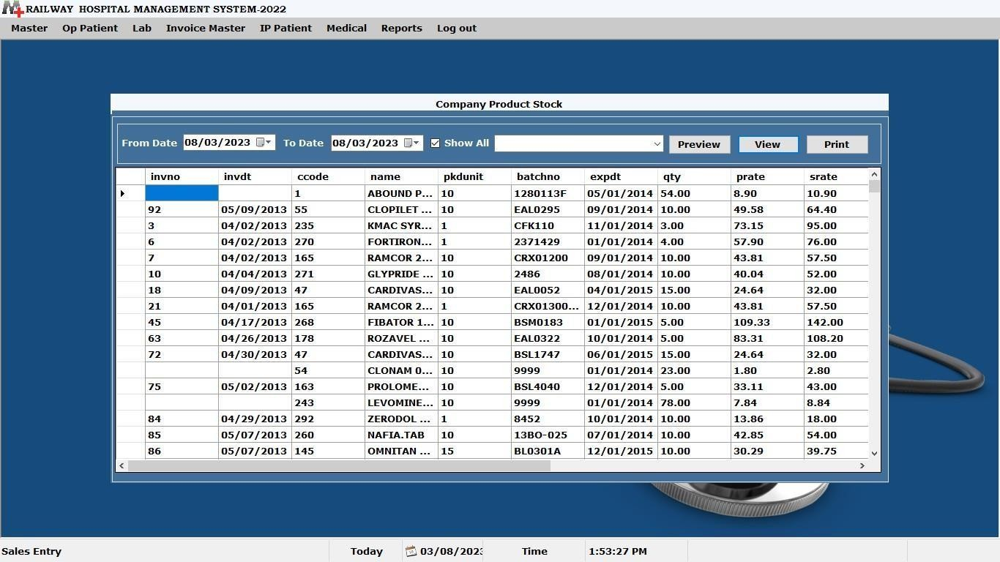 RAILWAY HOSPITAL MANAGEMENT SYSTEM-2022
Master Op Patient Lab Invoice Master IP Patient Medical Reports Log out
Company Product Stock
From Date 08/03/2023 To Date 08/03/2023 Show All Preview View Print
invno invdt ccode name pkdunit batchno expdt qty prate srate
1 ABOUND P... 10 1280113F 05/01/2014 54.00 8.90 10.90
92 05/09/2013 55 CLOPILET ... 10 EAL0295 09/01/2014 10.00 49.58 64.40
3 04/02/2013 235 KMAC SYR... 1 CFK110 11/01/2014 3.00 73.15 95.00
6 04/02/2013 270 FORTIRON... 1 2371429 01/01/2014 4.00 57.90 76.00
7 04/02/2013 165 RAMCOR 2... 10 CRX01200 09/01/2014 10.00 43.81 57.50
10 04/04/2013 271 GLYPRIDE ... 10 2486 08/01/2014 10.00 40.04 52.00
18 04/09/2013 47 CARDIVAS... 10 EAL0052 04/01/2015 15.00 24.64 32.00
21 04/01/2013 165 RAMCOR 2... 1 CRX01300... 12/01/2014 10.00 43.81 57.50
45 04/17/2013 268 FIBATOR 1... 10 BSM0183 01/01/2015 5.00 109.33 142.00
63 04/26/2013 178 ROZAVEL ... 10 EAL0322 10/01/2014 5.00 83.31 108.20
72 04/30/2013 47 CARDIVAS... 10 BSL1747 06/01/2015 15.00 24.64 32.00
54 CLONAM 0... 10 9999 01/01/2014 23.00 1.80 2.80
75 05/02/2013 163 PROLOME... 10 BSL4040 12/01/2014 5.00 33.11 43.00
243 LEVOMINE... 10 9999 01/01/2014 78.00 7.84 8.84
84 04/29/2013 292 ZERODOL ... 1 8452 10/01/2014 10.00 13.86 18.00
85 05/07/2013 260 NAFIA.TAB 10 13BO-025 07/01/2014 10.00 42.85 54.00
86 05/07/2013 145 OMNITAN ... 15 BL0301A 12/01/2015 10.00 30.29 39.75
Sales Entry Today 03/08/2023 Time 1:53:27 PM